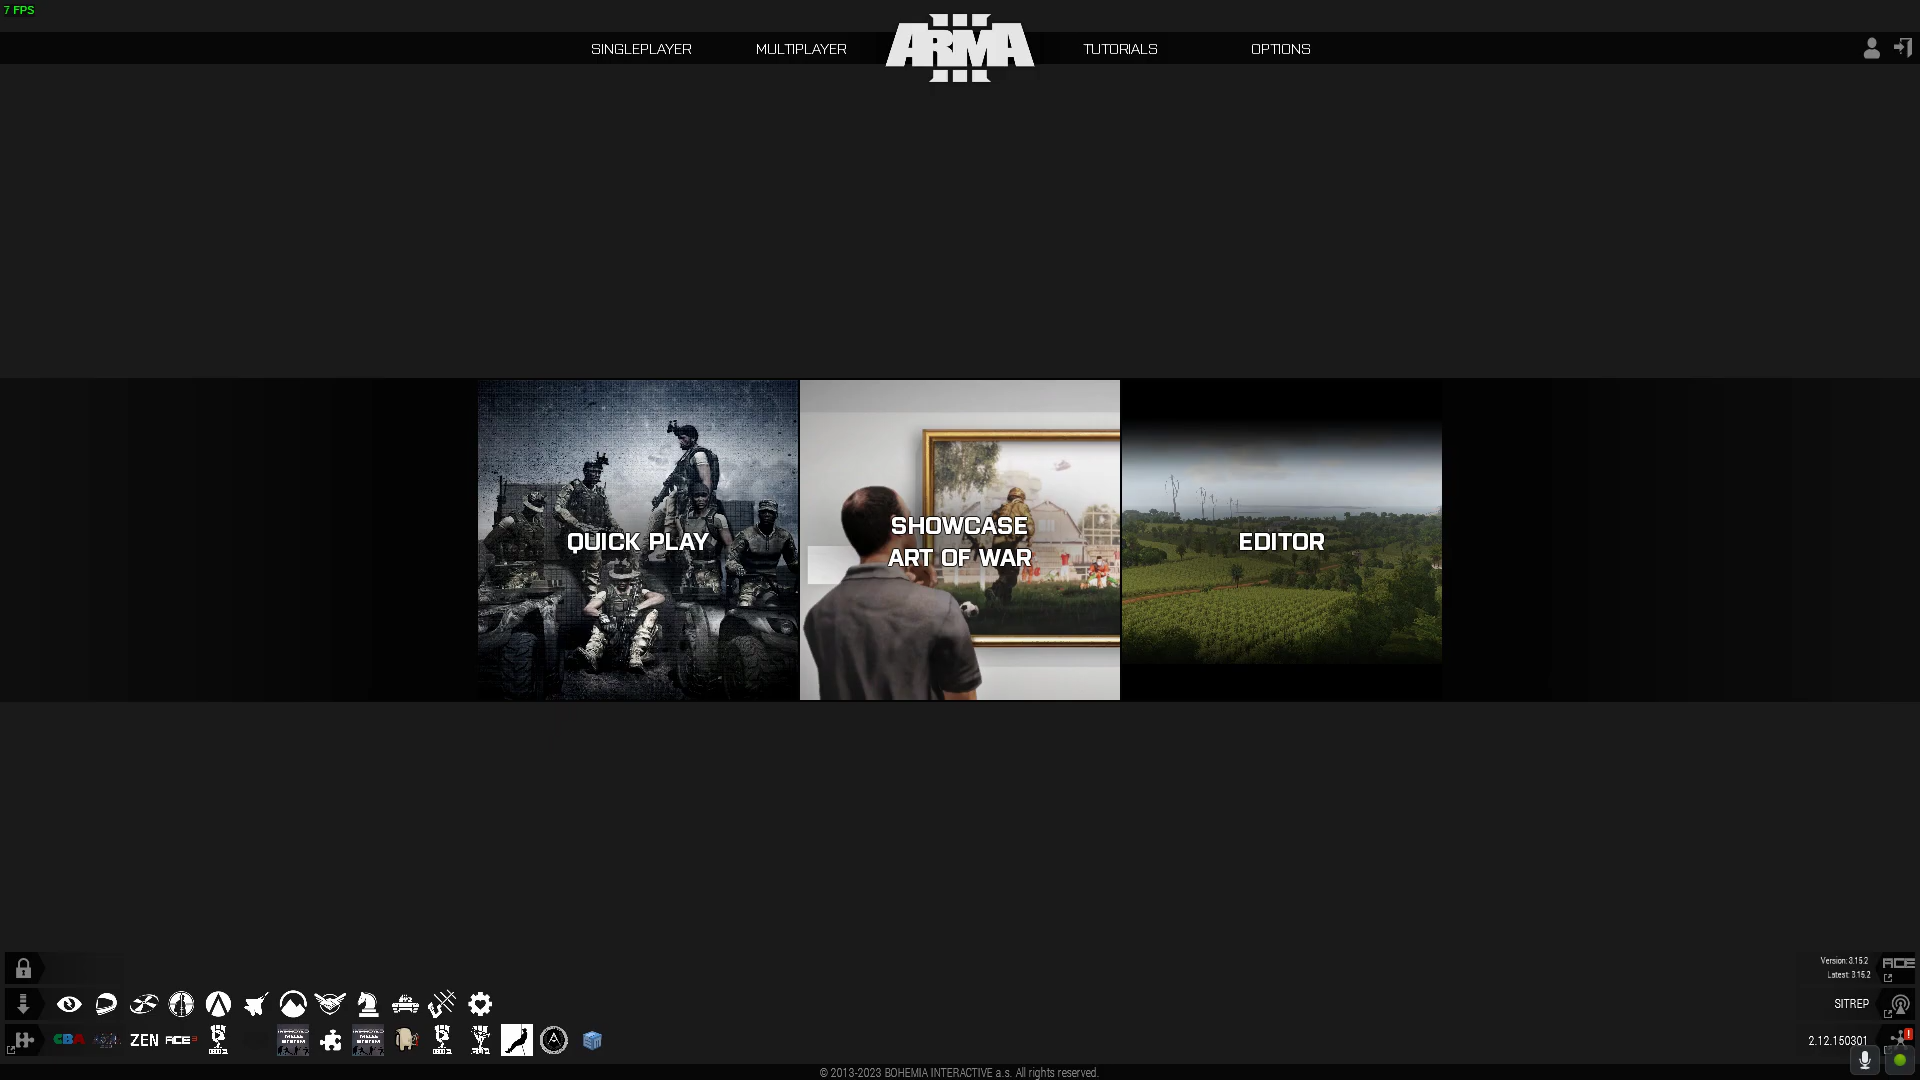 7 FPS
SINGLEPLAYER
MULTIPLAYER
ARMA III
TUTORIALS
OPTIONS
QUICK PLAY
SHOWCASE
ART OF WAR
EDITOR
Version: 3.15.2
Latest: 3.15.2
ACE
SITREP
CBA
ZEN
ACE3
2.12.150301
© 2013-2023 BOHEMIA INTERACTIVE a.s. All rights reserved.